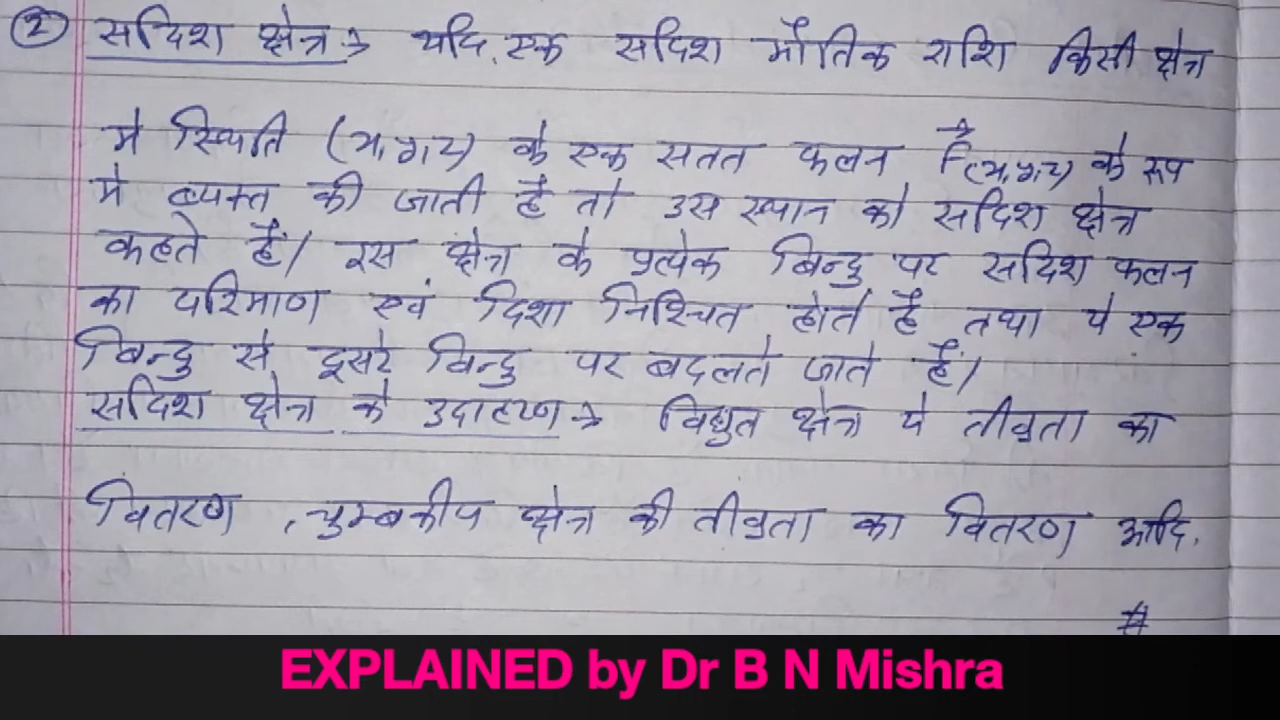 ② सदिश क्षेत्र → यदि एक सदिश भौतिक राशि किसी क्षेत्र
मे स्थिति (x, y, z) के एक सतत फलन F⃗(x, y, z) के रूप
मे व्यक्त की जाती है तो उस स्थान को सदिश क्षेत्र
कहते हैं। इस क्षेत्र के प्रत्येक बिन्दु पर सदिश फलन
का परिमाण एवं दिशा निश्चित होते है तथा ये एक
बिन्दु से दूसरे बिन्दु पर बदलते जाते हैं।
सदिश क्षेत्र के उदाहरण → विद्युत क्षेत्र ये तीव्रता का
वितरण , चुम्बकीय क्षेत्र की तीव्रता का वितरण आदि.
#
EXPLAINED by Dr B N Mishra